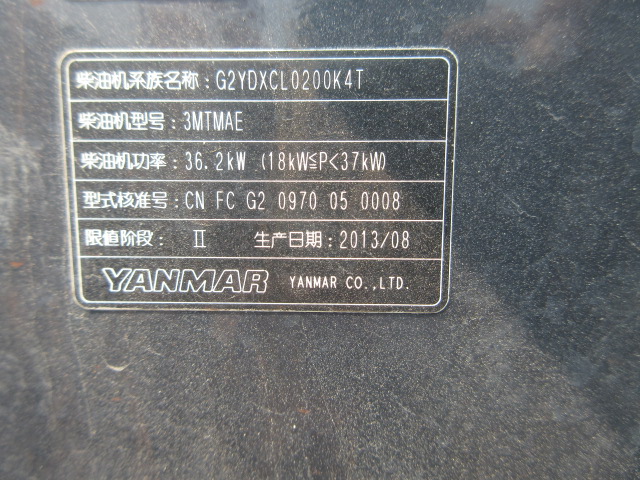 柴油机系族名称：G2YDXCL0200K4T
柴油机型号：3MTMAE
柴油机功率：36.2kW (18kW≦P<37kW)
型式核准号：CN FC G2 0970 05 0008
限值阶段： Ⅱ 生产日期：2013/08
YANMAR YANMAR CO.,LTD.